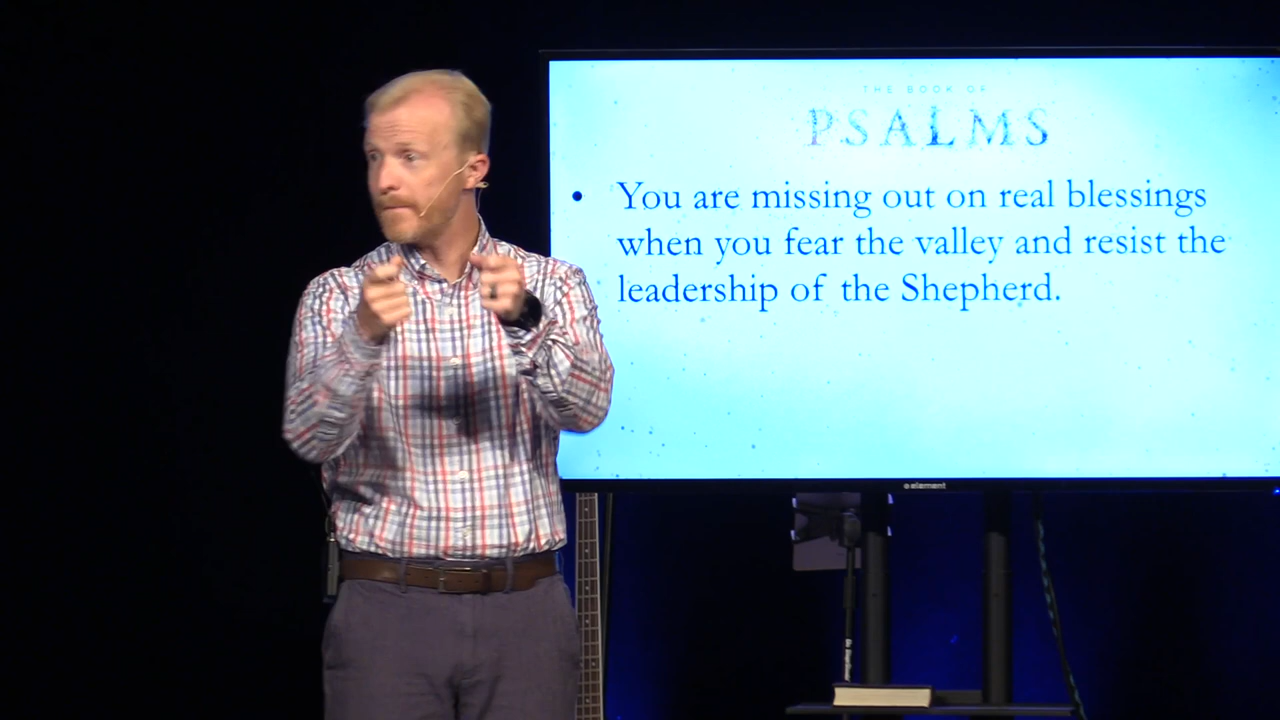 THE BOOK OF
PSALMS
• You are missing out on real blessings
when you fear the valley and resist the
leadership of the Shepherd.
element